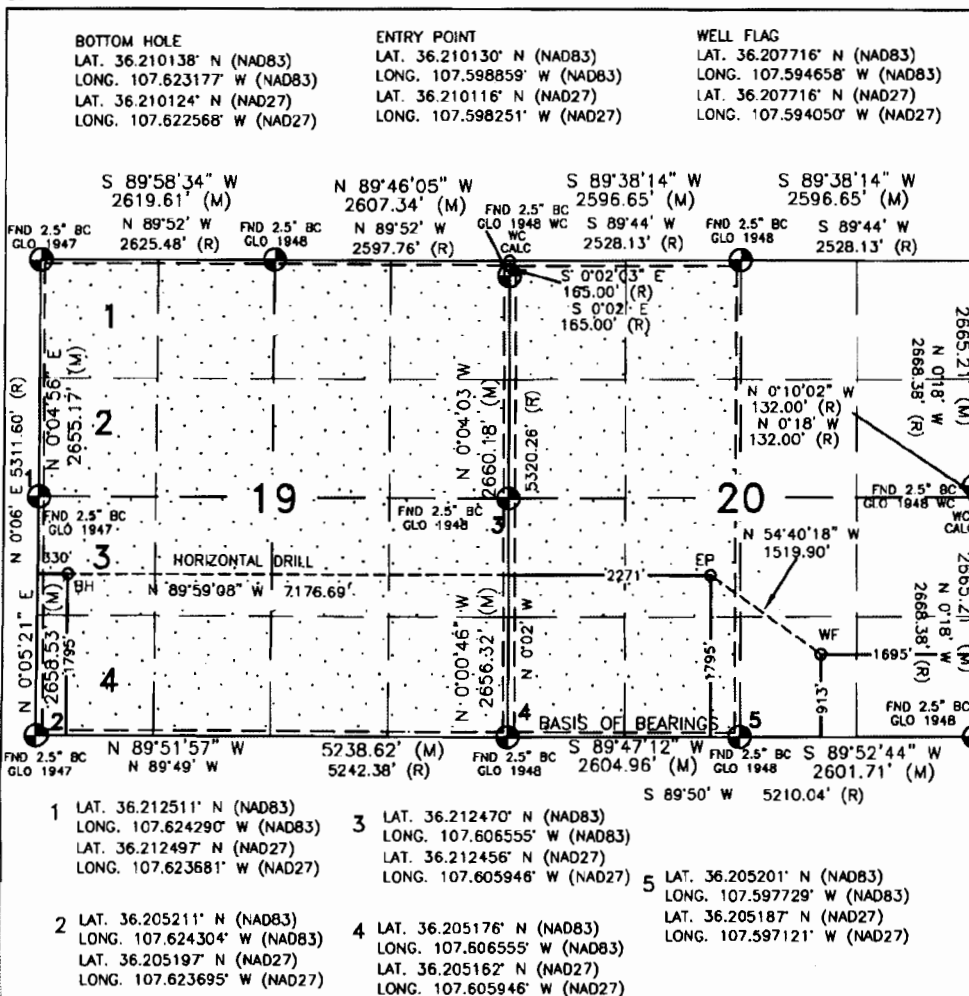 BOTTOM HOLE
LAT. 36.210138° N (NAD83)
LONG. 107.623177° W (NAD83)
LAT. 36.210124° N (NAD27)
LONG. 107.622568° W (NAD27)
ENTRY POINT
LAT. 36.210130° N (NAD83)
LONG. 107.598859° W (NAD83)
LAT. 36.210116° N (NAD27)
LONG. 107.598251° W (NAD27)
WELL FLAG
LAT. 36.207716° N (NAD83)
LONG. 107.594658° W (NAD83)
LAT. 36.207716° N (NAD27)
LONG. 107.594050° W (NAD27)
S 89°58'34" W
2619.61' (M)
N 89°52' W
2625.48' (R)
N 89°46'05" W
2607.34' (M)
N 89°52' W
2597.76' (R)
S 89°38'14" W
2596.65' (M)
S 89°44' W
2528.13' (R)
S 89°38'14" W
2596.65' (M)
S 89°44' W
2528.13' (R)
FND 2.5" BC
GLO 1947
FND 2.5" BC
GLO 1948
FND 2.5" BC
GLO 1948 WC
WC
CALC
FND 2.5" BC
GLO 1948
S 0°02'03" E
165.00' (R)
S 0°02' E
165.00' (R)
1
2
N 0°06' E 5311.60' (R)
N 0°04'56" E
2655.17' (M)
N 0°04'03 W
2660.18' (M)
5320.26' (R)
N 0°10'02" W
132.00' (R)
N 0°18' W
132.00' (R)
2665.21' (M)
N 0°18' W
2668.38' (R)
1
19
3
20
FND 2.5" BC
GLO 1947
FND 2.5" BC
GLO 1948
FND 2.5" BC
GLO 1948 WC
WC
CALC
N 54°40'18" W
1519.90'
330'
3
BH
HORIZONTAL DRILL
N 89°59'08" W 7176.69'
2271'
EP
WF
1695'
N 0°05'21" E
2658.53' (M)
1795'
4
N 0°00'46" W
2656.32' (M)
N 0°02' W
1795'
913'
N 0°18' W
2668.38' (R)
2665.21' (M)
FND 2.5" BC
GLO 1948
2
4
BASIS OF BEARINGS
5
FND 2.5" BC
GLO 1947
N 89°51'57" W 5238.62' (M)
N 89°49' W 5242.38' (R)
FND 2.5" BC
GLO 1948
S 89°47'12" W
2604.96' (M)
FND 2.5" BC
GLO 1948
S 89°52'44" W
2601.71' (M)
S 89°50' W 5210.04' (R)
1
LAT. 36.212511° N (NAD83)
LONG. 107.624290° W (NAD83)
LAT. 36.212497° N (NAD27)
LONG. 107.623681° W (NAD27)
3
LAT. 36.212470° N (NAD83)
LONG. 107.606555° W (NAD83)
LAT. 36.212456° N (NAD27)
LONG. 107.605946° W (NAD27)
5
LAT. 36.205201° N (NAD83)
LONG. 107.597729° W (NAD83)
LAT. 36.205187° N (NAD27)
LONG. 107.597121° W (NAD27)
2
LAT. 36.205211° N (NAD83)
LONG. 107.624304° W (NAD83)
LAT. 36.205197° N (NAD27)
LONG. 107.623695° W (NAD27)
4
LAT. 36.205176° N (NAD83)
LONG. 107.606555° W (NAD83)
LAT. 36.205162° N (NAD27)
LONG. 107.605946° W (NAD27)